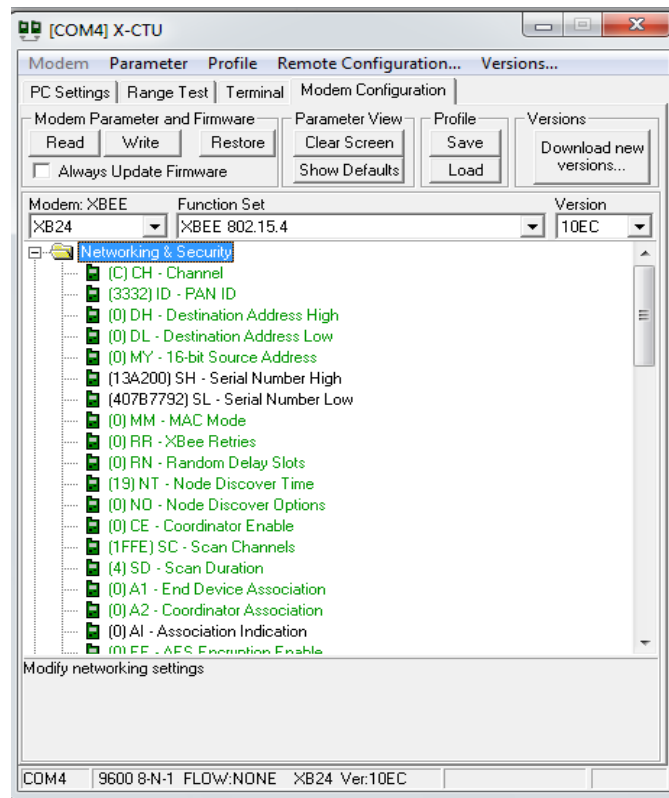 [COM4] X-CTU
Modem Parameter Profile Remote Configuration... Versions...
PC Settings Range Test Terminal Modem Configuration
Modem Parameter and Firmware Parameter View Profile Versions
Read Write Restore Clear Screen Save Download new versions...
Always Update Firmware Show Defaults Load
Modem: XBEE Function Set Version
XB24 XBEE 802.15.4 10EC
Networking & Security
(C) CH - Channel
(3332) ID - PAN ID
(0) DH - Destination Address High
(0) DL - Destination Address Low
(0) MY - 16-bit Source Address
(13A200) SH - Serial Number High
(407B7792) SL - Serial Number Low
(0) MM - MAC Mode
(0) RR - XBee Retries
(0) RN - Random Delay Slots
(19) NT - Node Discover Time
(0) NO - Node Discover Options
(0) CE - Coordinator Enable
(1FFE) SC - Scan Channels
(4) SD - Scan Duration
(0) A1 - End Device Association
(0) A2 - Coordinator Association
(0) AI - Association Indication
(0) EE - AES Encryption Enable
Modify networking settings
COM4 9600 8-N-1 FLOW:NONE XB24 Ver:10EC